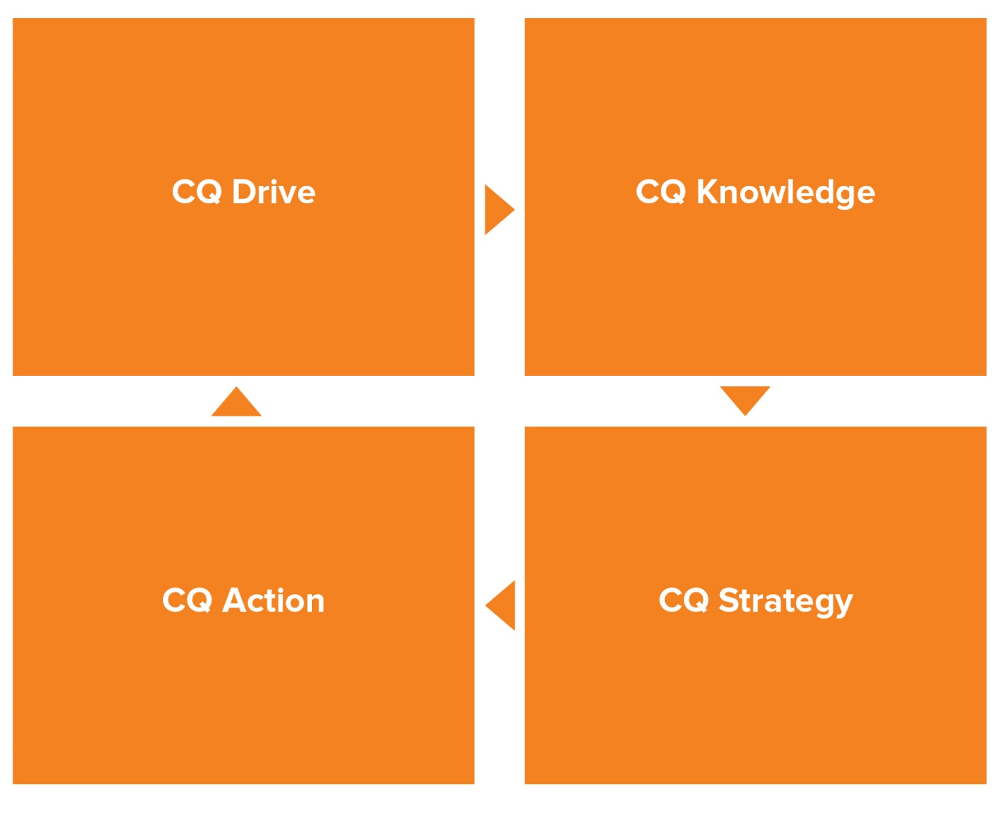 CQ Drive
CQ Knowledge
CQ Action
CQ Strategy